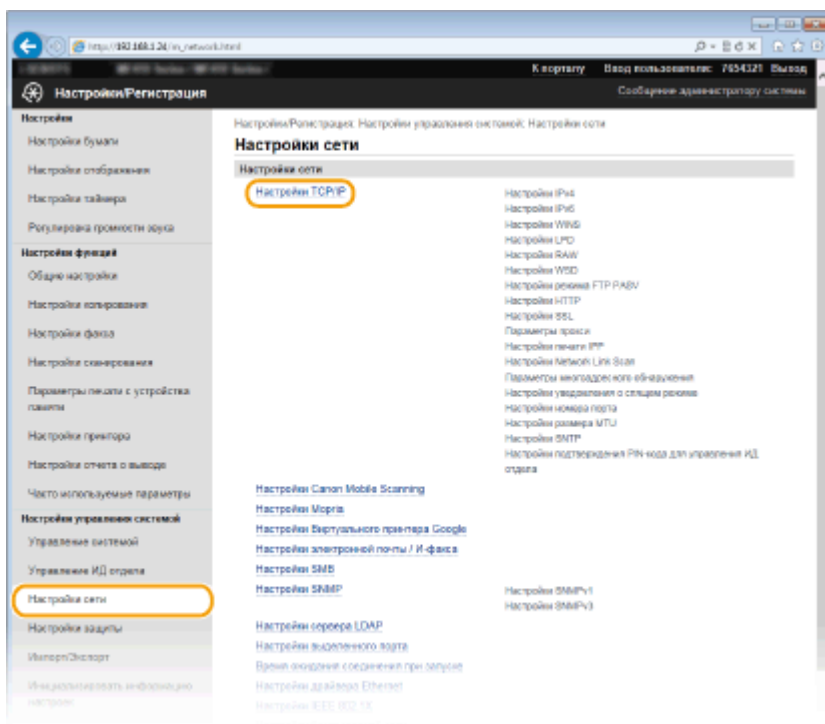 http://192.168.1.24/m_network.html
К порталу Ввод пользователя: 7654321 Выход
Настройки/Регистрация
Сообщение администратору системы
Настройки
Настройки бумаги
Настройки отображения
Настройки таймера
Регулировка громкости звука
Настройки функций
Общие настройки
Настройки копирования
Настройки факса
Настройки сканирования
Параметры печати с устройства
памяти
Настройки принтера
Настройки отчета о выводе
Часто используемые параметры
Настройки управления системой
Управление системой
Управление ИД отдела
Настройки сети
Настройки защиты
Импорт/Экспорт
Инициализировать информацию
настроек
Настройки/Регистрация: Настройки управления системой: Настройки сети
Настройки сети
Настройки сети
Настройки TCP/IP
Настройки IPv4
Настройки IPv6
Настройки WINS
Настройки LPD
Настройки RAW
Настройки WSD
Настройки режима FTP PASV
Настройки HTTP
Настройки SSL
Параметры прокси
Настройки печати IPP
Настройки Network Link Scan
Параметры многоадресного обнаружения
Настройки уведомления о спящем режиме
Настройки номера порта
Настройки размера MTU
Настройки SNTP
Настройки подтверждения PIN-кода для управления ИД
отдела
Настройки Canon Mobile Scanning
Настройки Mopria
Настройки Виртуального принтера Google
Настройки электронной почты / И-факса
Настройки SMB
Настройки SNMP
Настройки SNMPv1
Настройки SNMPv3
Настройки сервера LDAP
Настройки выделенного порта
Время ожидания соединения при запуске
Настройки драйвера Ethernet
Настройки IEEE 802.1X